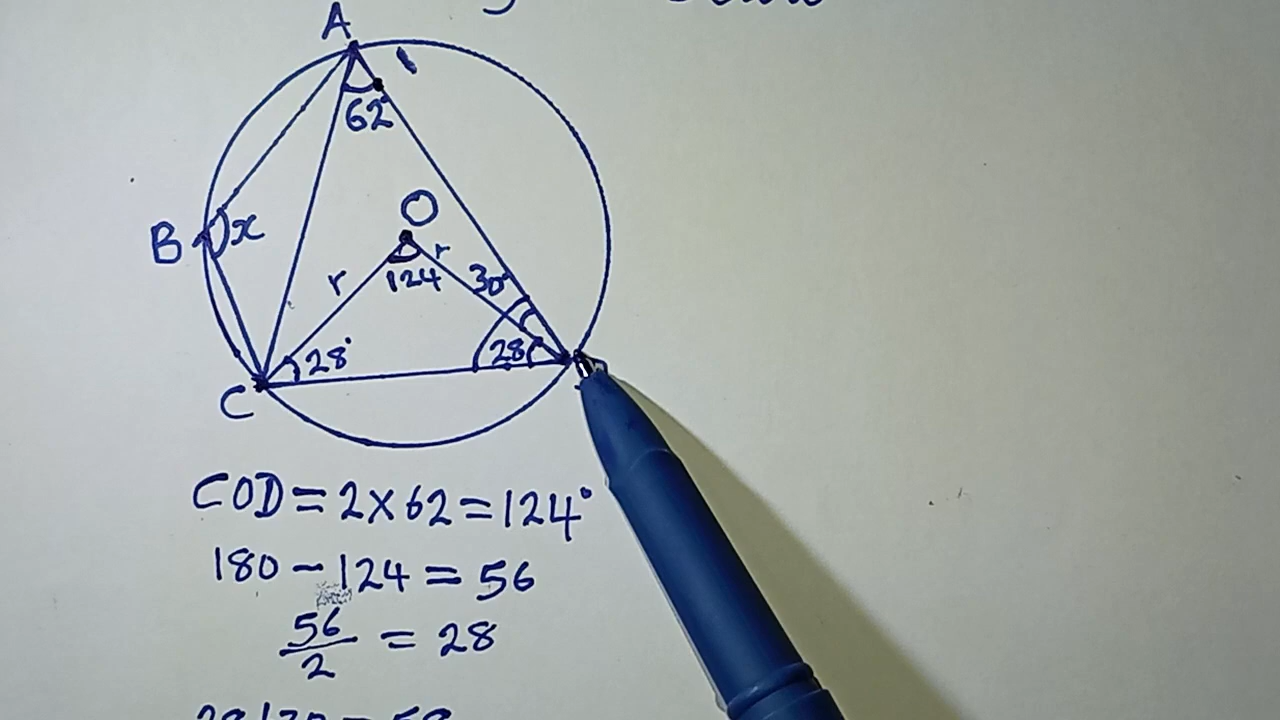 A
62°
O
B
x
r
r
30°
124
28°
28
C
COD = 2 × 62 = 124°
180 − 124 = 56
56/2 = 28